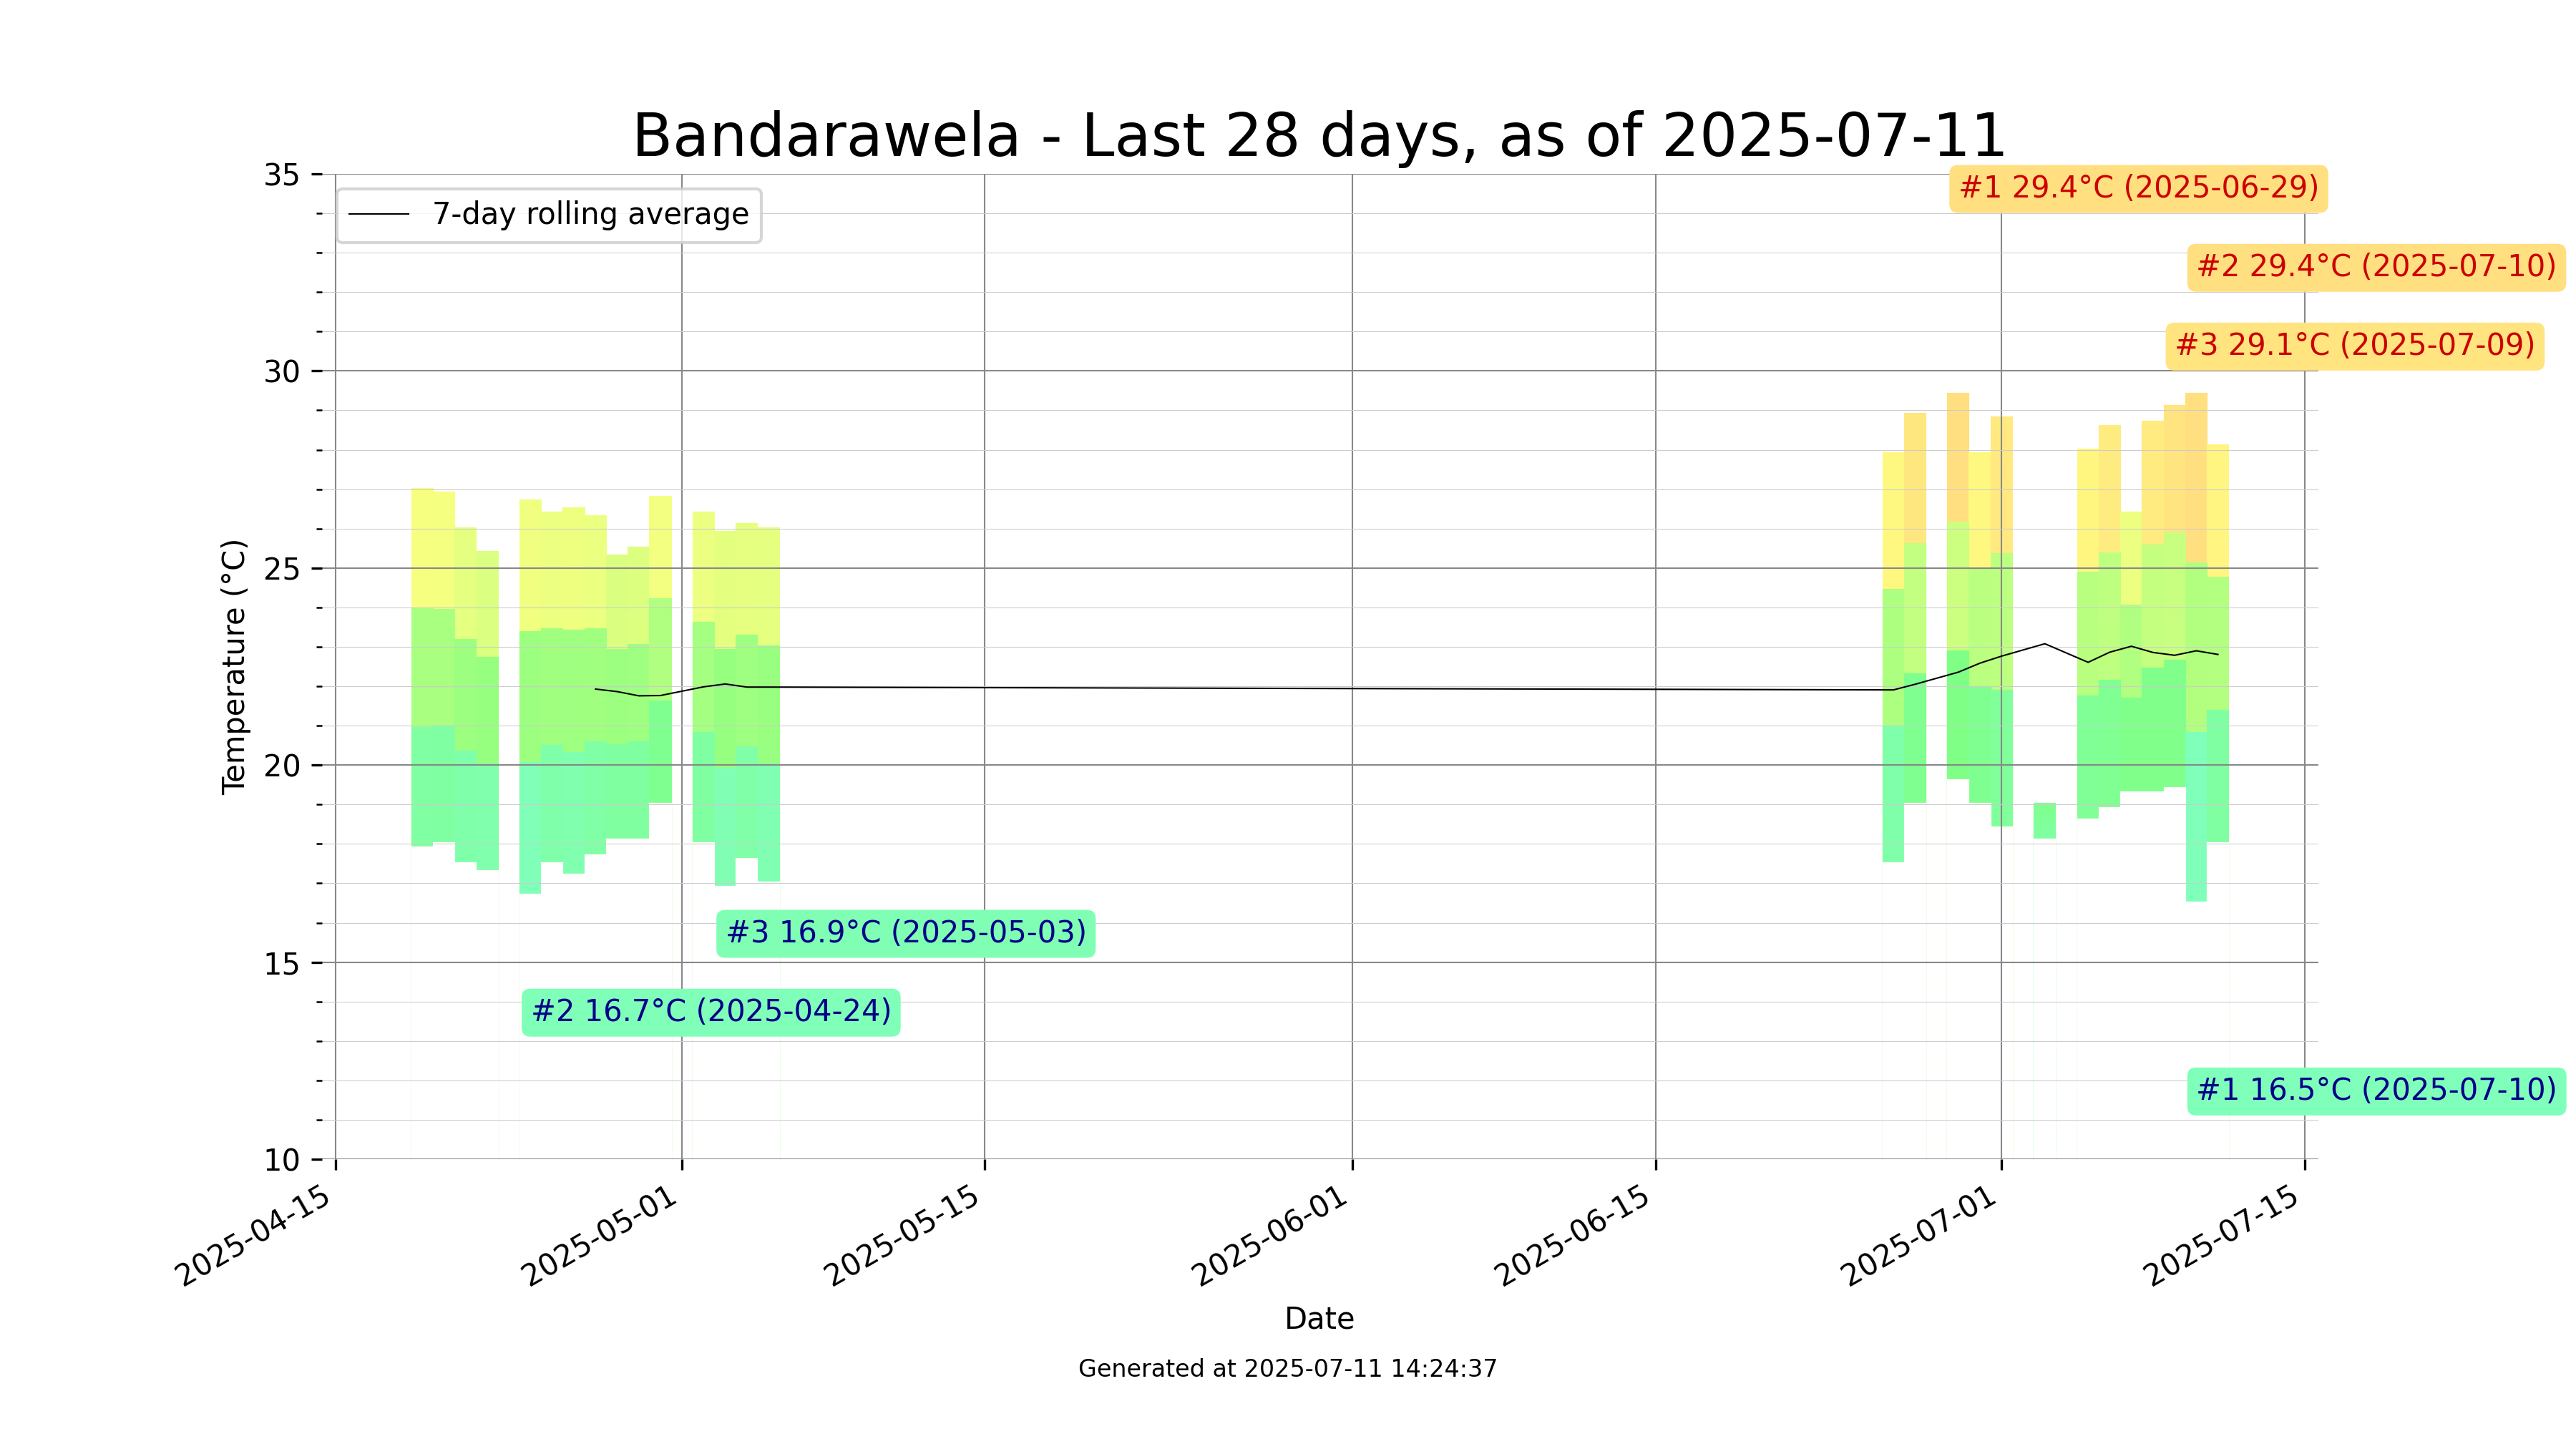 Bandarawela - Last 28 days, as of 2025-07-11
7-day rolling average
#1 29.4°C (2025-06-29)
#2 29.4°C (2025-07-10)
#3 29.1°C (2025-07-09)
#3 16.9°C (2025-05-03)
#2 16.7°C (2025-04-24)
#1 16.5°C (2025-07-10)
Temperature (°C)
35
30
25
20
15
10
2025-04-15
2025-05-01
2025-05-15
2025-06-01
2025-06-15
2025-07-01
2025-07-15
Date
Generated at 2025-07-11 14:24:37